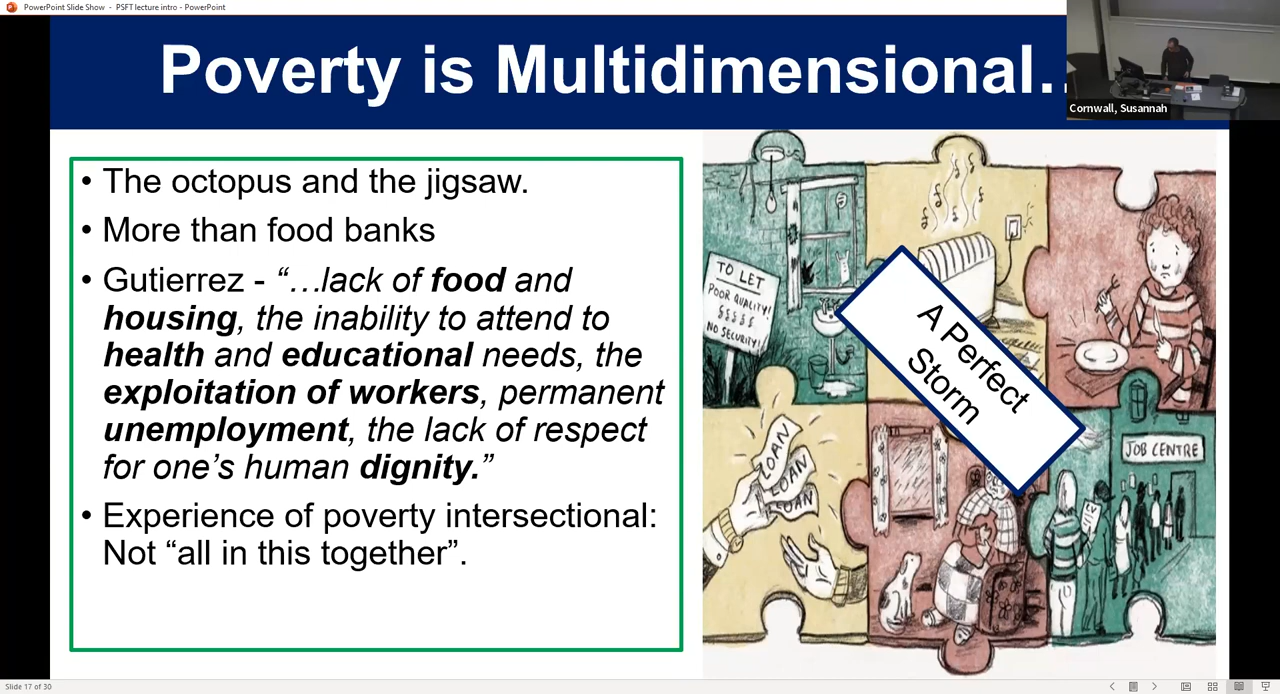 PowerPoint Slide Show - PSFT lecture intro - PowerPoint
Poverty is Multidimensional..
Cornwall, Susannah
• The octopus and the jigsaw.
• More than food banks
• Gutierrez - “…lack of food and
housing, the inability to attend to
health and educational needs, the
exploitation of workers, permanent
unemployment, the lack of respect
for one’s human dignity.”
• Experience of poverty intersectional:
Not “all in this together”.
TO LET
POOR QUALITY!
$$$$$
NO SECURITY!
A Perfect
Storm
LOAN
LOAN
LOAN
JOB CENTRE
Slide 17 of 30